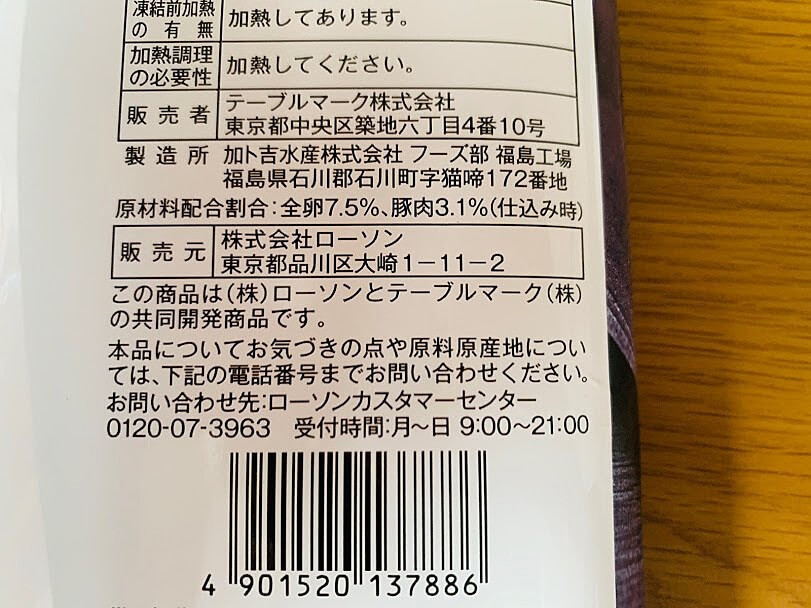 凍結前加熱
の有無
加熱してあります。
加熱調理
の必要性
加熱してください。
販売者
テーブルマーク株式会社
東京都中央区築地六丁目4番10号
製造所 加ト吉水産株式会社 フーズ部 福島工場
福島県石川郡石川町字猫啼172番地
原材料配合割合:全卵7.5%、豚肉3.1%(仕込み時)
販売元
株式会社ローソン
東京都品川区大崎1-11-2
この商品は(株)ローソンとテーブルマーク(株)
の共同開発商品です。
本品についてお気づきの点や原料原産地につい
ては、下記の電話番号までお問い合わせください。
お問い合わせ先:ローソンカスタマーセンター
0120-07-3963 受付時間:月~日 9:00~21:00
4 901520 137886